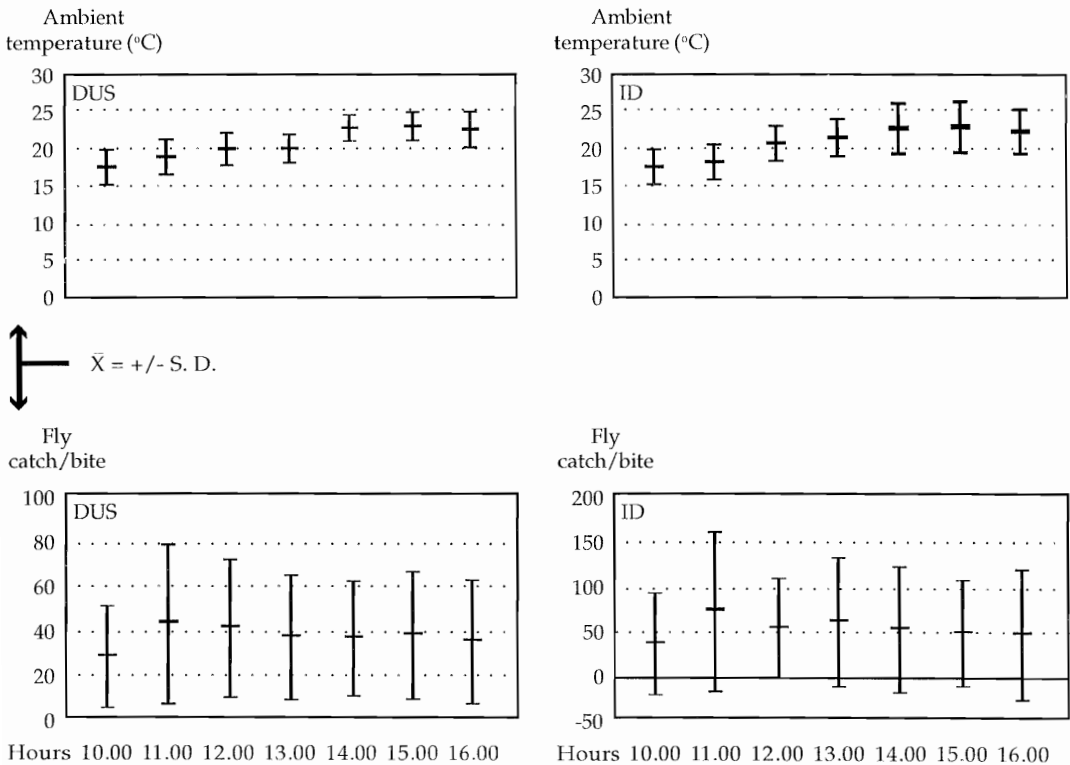 Ambient
temperature (°C)
30
25
20
15
10
5
0
DUS
Ambient
temperature (°C)
30
25
20
15
10
5
0
ID
X̄ = +/- S. D.
Fly
catch/bite
100
80
60
40
20
0
DUS
Hours 10.00 11.00 12.00 13.00 14.00 15.00 16.00
Fly
catch/bite
200
150
100
50
0
-50
ID
Hours 10.00 11.00 12.00 13.00 14.00 15.00 16.00